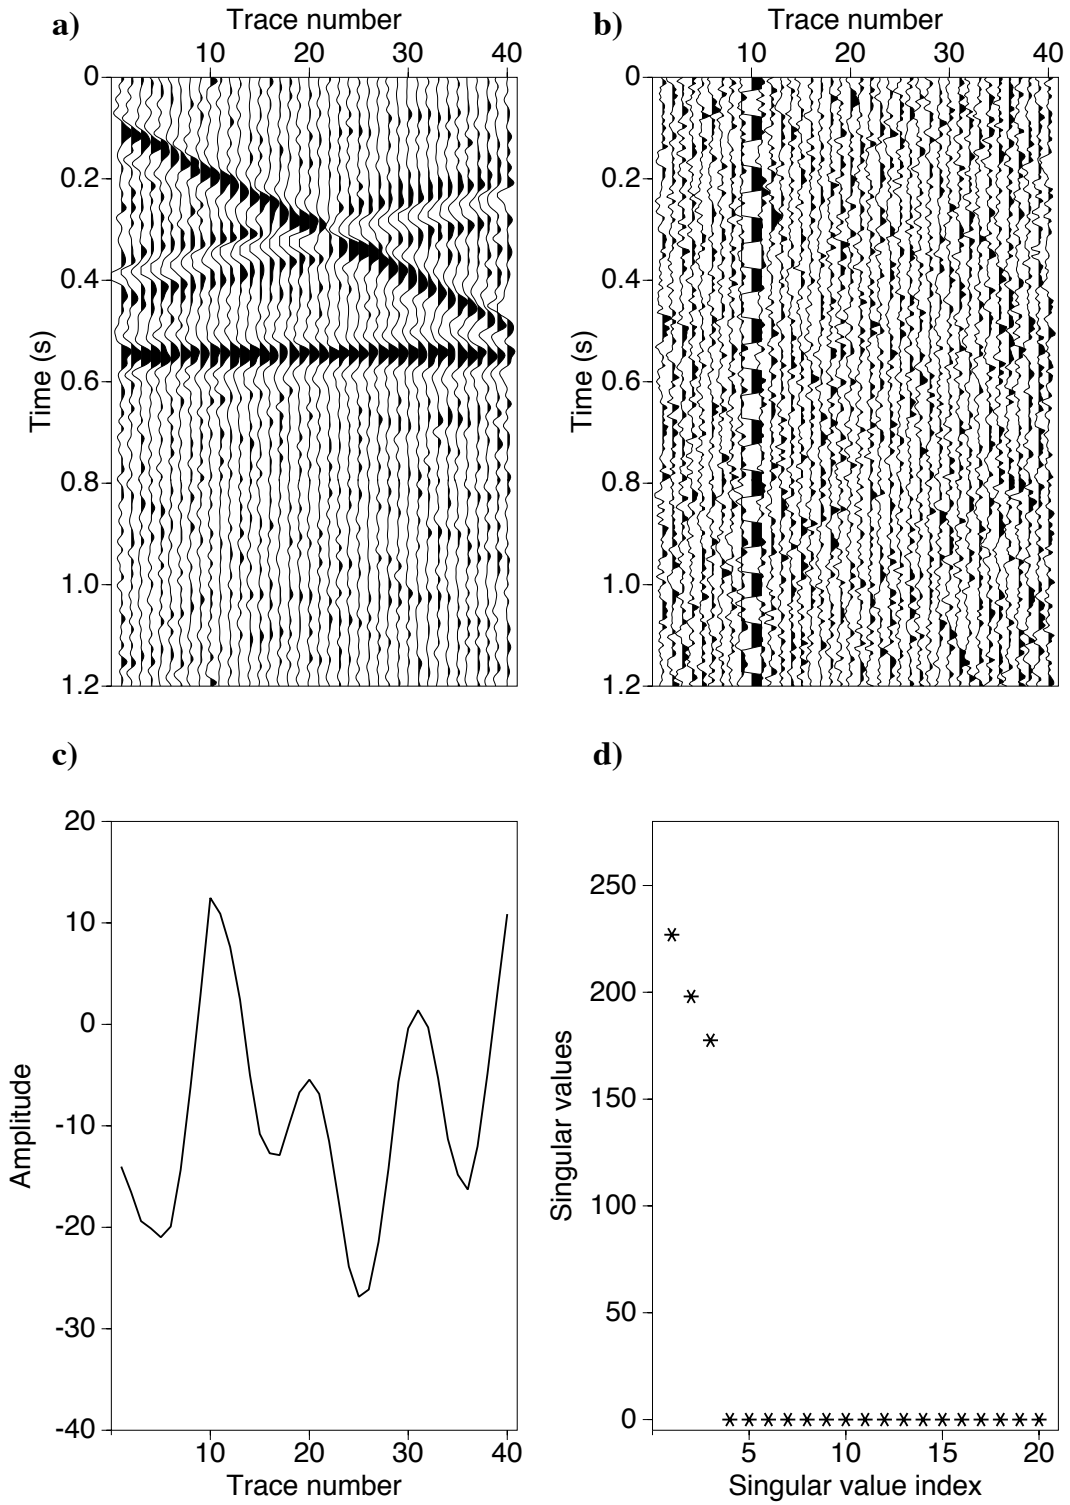 a)
Trace number
10 20 30 40
0
0.2
0.4
0.6
0.8
1.0
1.2
Time (s)
b)
Trace number
10 20 30 40
0
0.2
0.4
0.6
0.8
1.0
1.2
Time (s)
c)
20
10
0
-10
-20
-30
-40
Amplitude
10 20 30 40
Trace number
d)
250
200
150
100
50
0
Singular values
5 10 15 20
Singular value index